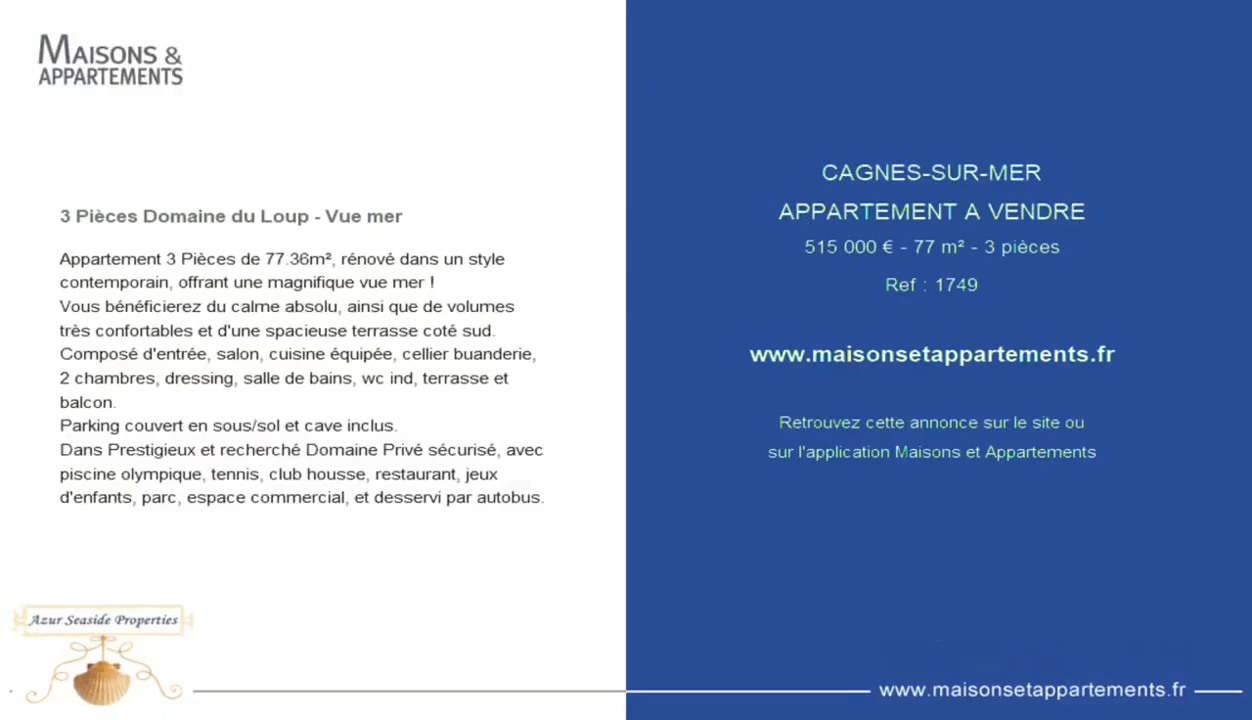 MAISONS &
APPARTEMENTS
3 Pièces Domaine du Loup - Vue mer
Appartement 3 Pièces de 77.36m², rénové dans un style
contemporain, offrant une magnifique vue mer !
Vous bénéficierez du calme absolu, ainsi que de volumes
très confortables et d'une spacieuse terrasse coté sud.
Composé d'entrée, salon, cuisine équipée, cellier buanderie,
2 chambres, dressing, salle de bains, wc ind, terrasse et
balcon.
Parking couvert en sous/sol et cave inclus.
Dans Prestigieux et recherché Domaine Privé sécurisé, avec
piscine olympique, tennis, club housse, restaurant, jeux
d'enfants, parc, espace commercial, et desservi par autobus.
Azur Seaside Properties
CAGNES-SUR-MER
APPARTEMENT A VENDRE
515 000 € - 77 m² - 3 pièces
Ref : 1749
www.maisonsetappartements.fr
Retrouvez cette annonce sur le site ou
sur l'application Maisons et Appartements
www.maisonsetappartements.fr